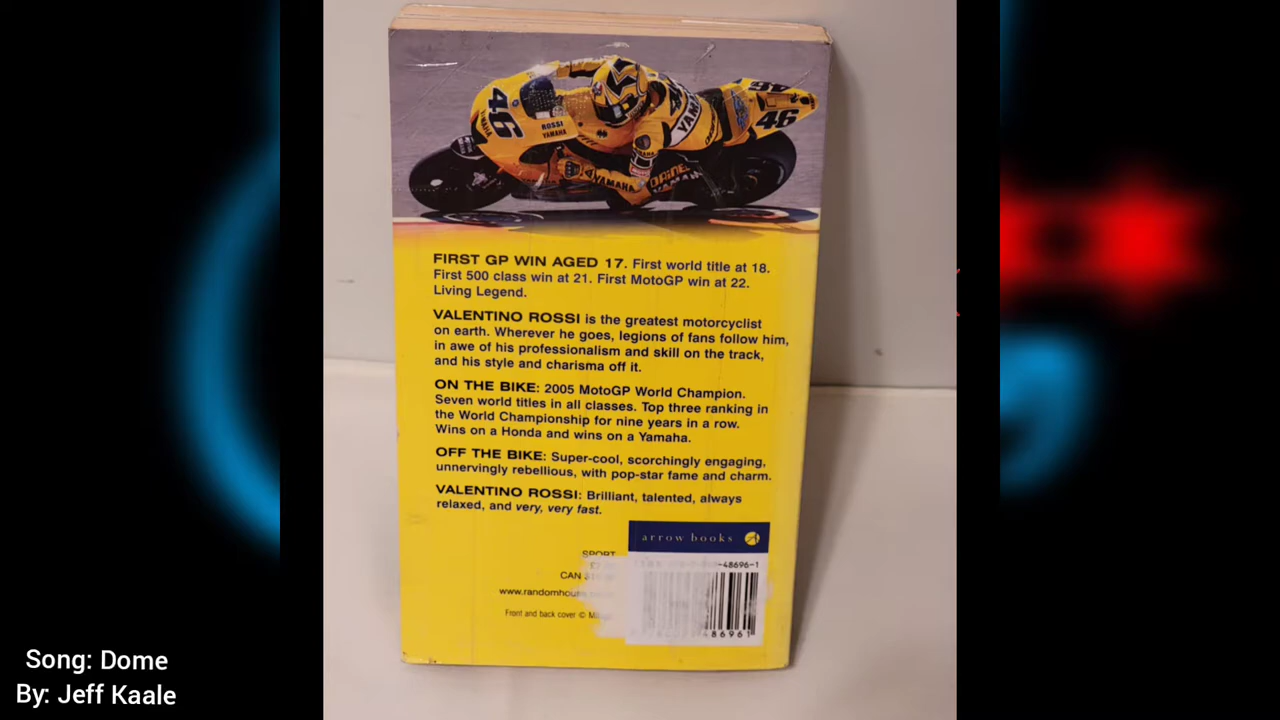 46
ROSSI
YAMAHA
YAMAHA
YAMAHA
46
46
FIRST GP WIN AGED 17. First world title at 18.
First 500 class win at 21. First MotoGP win at 22.
Living Legend.
VALENTINO ROSSI is the greatest motorcyclist
on earth. Wherever he goes, legions of fans follow him,
in awe of his professionalism and skill on the track,
and his style and charisma off it.
ON THE BIKE: 2005 MotoGP World Champion.
Seven world titles in all classes. Top three ranking in
the World Championship for nine years in a row.
Wins on a Honda and wins on a Yamaha.
OFF THE BIKE: Super-cool, scorchingly engaging,
unnervingly rebellious, with pop-star fame and charm.
VALENTINO ROSSI: Brilliant, talented, always
relaxed, and very, very fast.
arrow books
SPORT
-48696-1
CAN
www.randomhouse
Front and back cover ©
486961
Song: Dome
By: Jeff Kaale